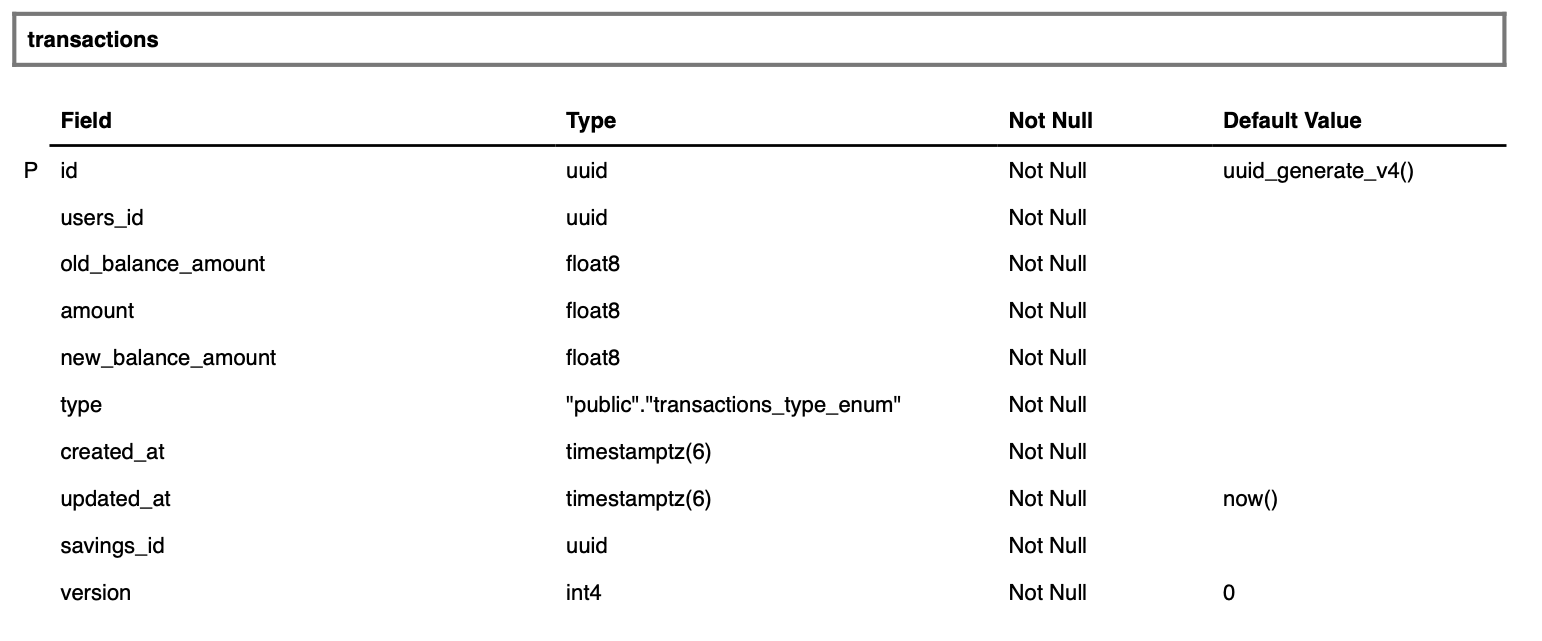 transactions
Field Type Not Null Default Value
P id uuid Not Null uuid_generate_v4()
users_id uuid Not Null
old_balance_amount float8 Not Null
amount float8 Not Null
new_balance_amount float8 Not Null
type "public"."transactions_type_enum" Not Null
created_at timestamptz(6) Not Null
updated_at timestamptz(6) Not Null now()
savings_id uuid Not Null
version int4 Not Null 0